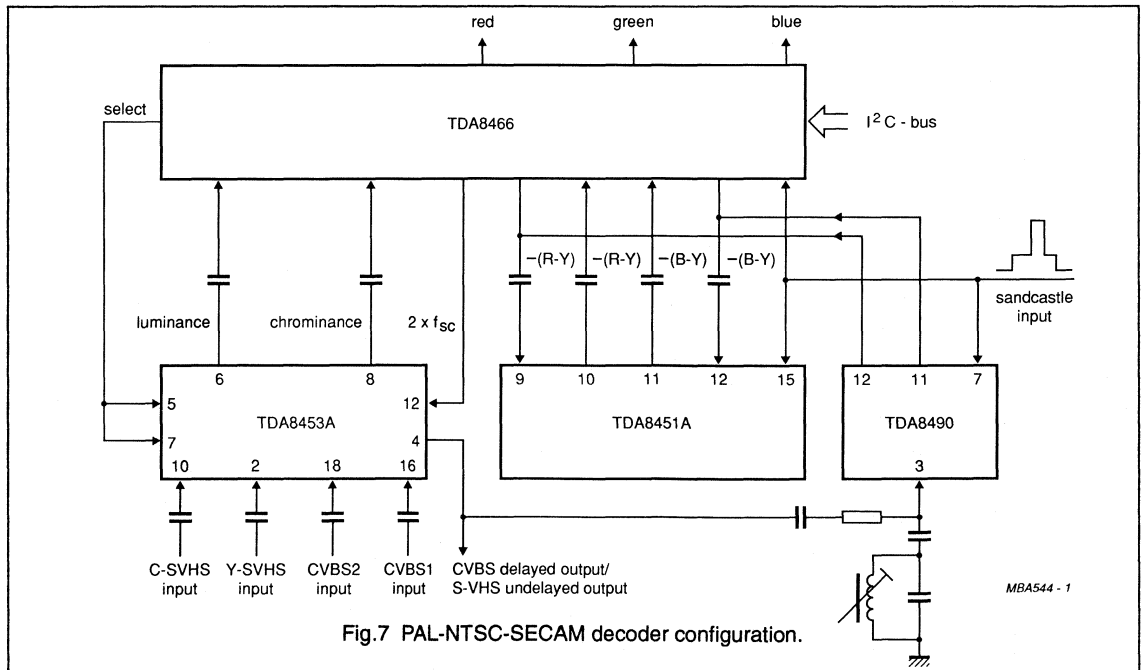 red green blue
select
TDA8466
I²C - bus
–(R-Y) –(R-Y) –(B-Y) –(B-Y)
sandcastle
input
luminance chrominance 2 x fSC
6 8 9 10 11 12 15 12 11 7
5 12
TDA8453A TDA8451A TDA8490
7 4
10 2 18 16 3
C-SVHS
input
Y-SVHS
input
CVBS2
input
CVBS1
input
CVBS delayed output/
S-VHS undelayed output
MBA544 - 1
Fig.7 PAL-NTSC-SECAM decoder configuration.